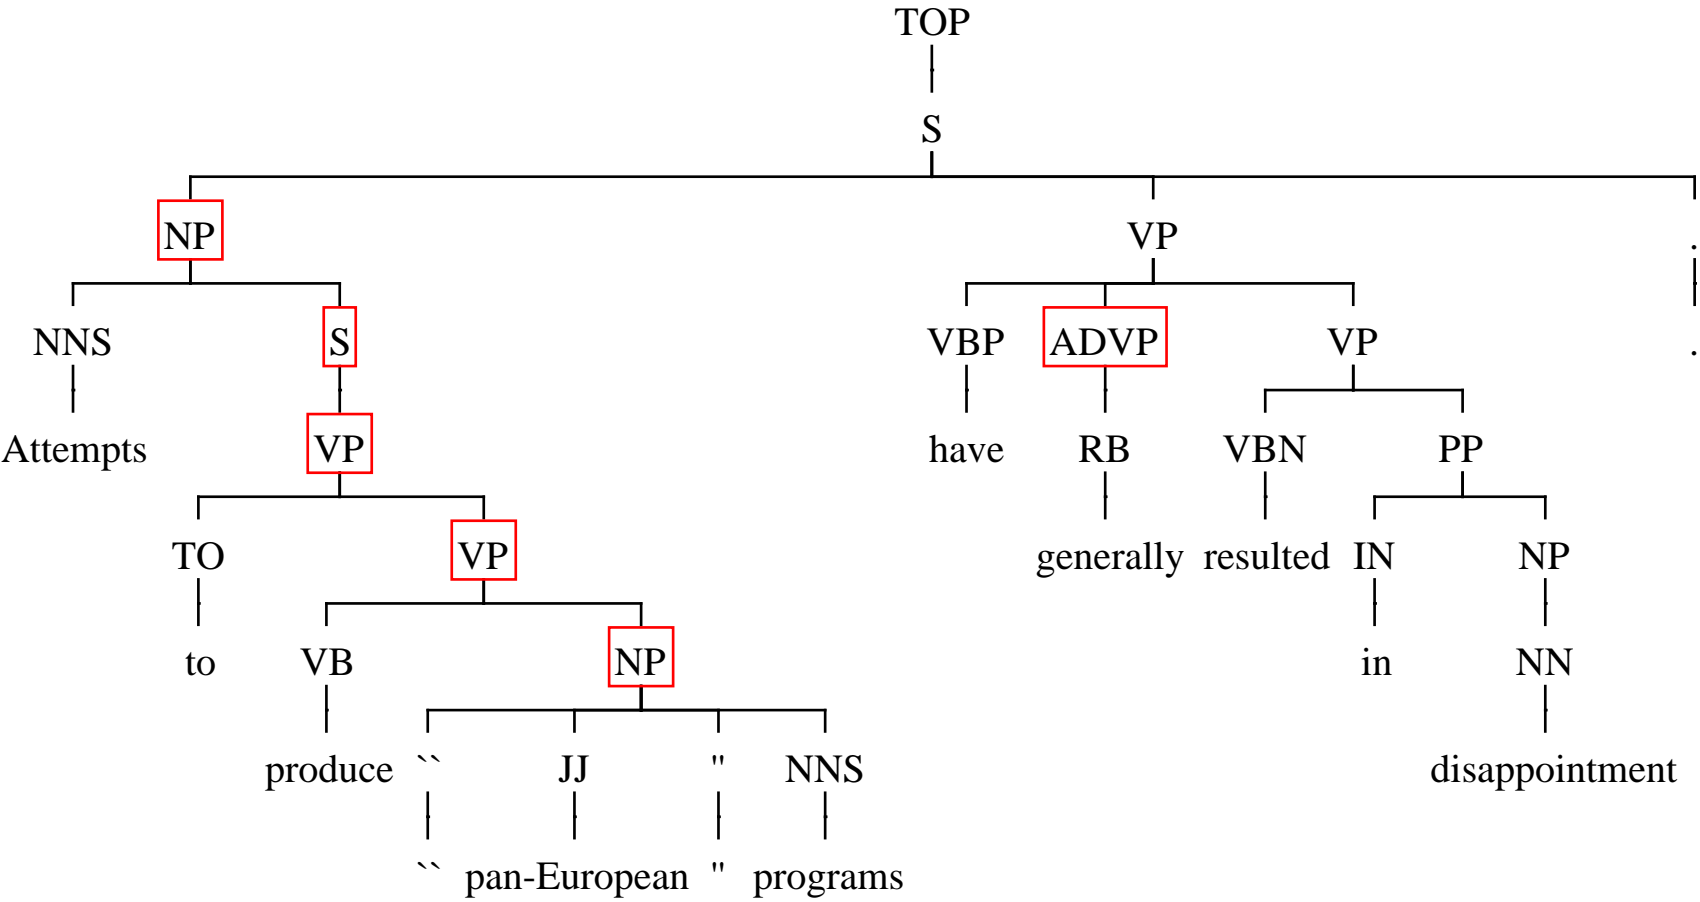 TOP
S
NP VP .
NNS S VBP ADVP VP .
Attempts VP have RB VBN PP
TO VP generally resulted IN NP
to VB NP in NN
produce `` JJ '' NNS disappointment
`` pan-European '' programs